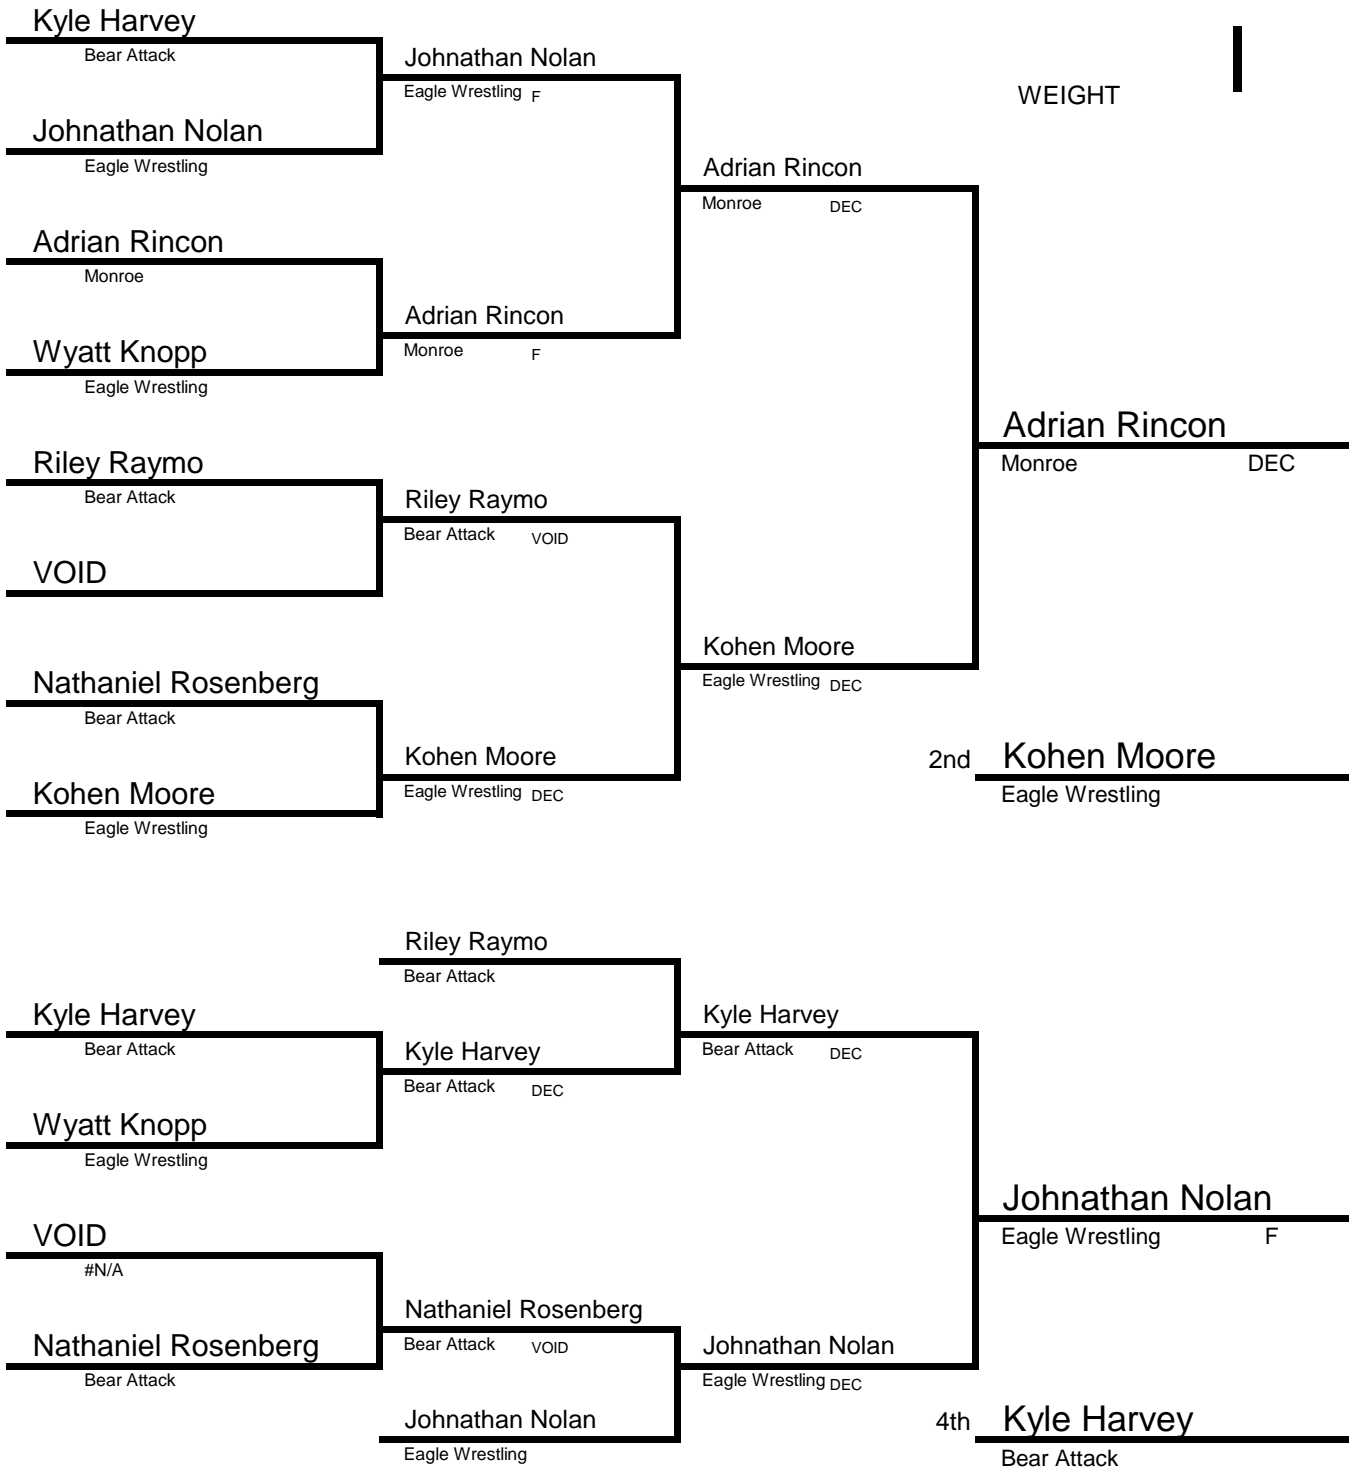 Kyle Harvey
Bear Attack
Johnathan Nolan
Eagle Wrestling F
WEIGHT
Johnathan Nolan
Eagle Wrestling
Adrian Rincon
Monroe DEC
Adrian Rincon
Monroe
Adrian Rincon
Monroe F
Wyatt Knopp
Eagle Wrestling
Adrian Rincon
Monroe DEC
Riley Raymo
Bear Attack
Riley Raymo
Bear Attack VOID
VOID
Kohen Moore
Eagle Wrestling DEC
Nathaniel Rosenberg
Bear Attack
Kohen Moore
Eagle Wrestling DEC
2nd Kohen Moore
Eagle Wrestling
Kohen Moore
Eagle Wrestling
Riley Raymo
Bear Attack
Kyle Harvey
Bear Attack
Kyle Harvey
Bear Attack DEC
Kyle Harvey
Bear Attack DEC
Wyatt Knopp
Eagle Wrestling
Johnathan Nolan
Eagle Wrestling F
VOID
#N/A
Nathaniel Rosenberg
Bear Attack VOID
Nathaniel Rosenberg
Bear Attack
Johnathan Nolan
Eagle Wrestling DEC
Johnathan Nolan
Eagle Wrestling
4th Kyle Harvey
Bear Attack